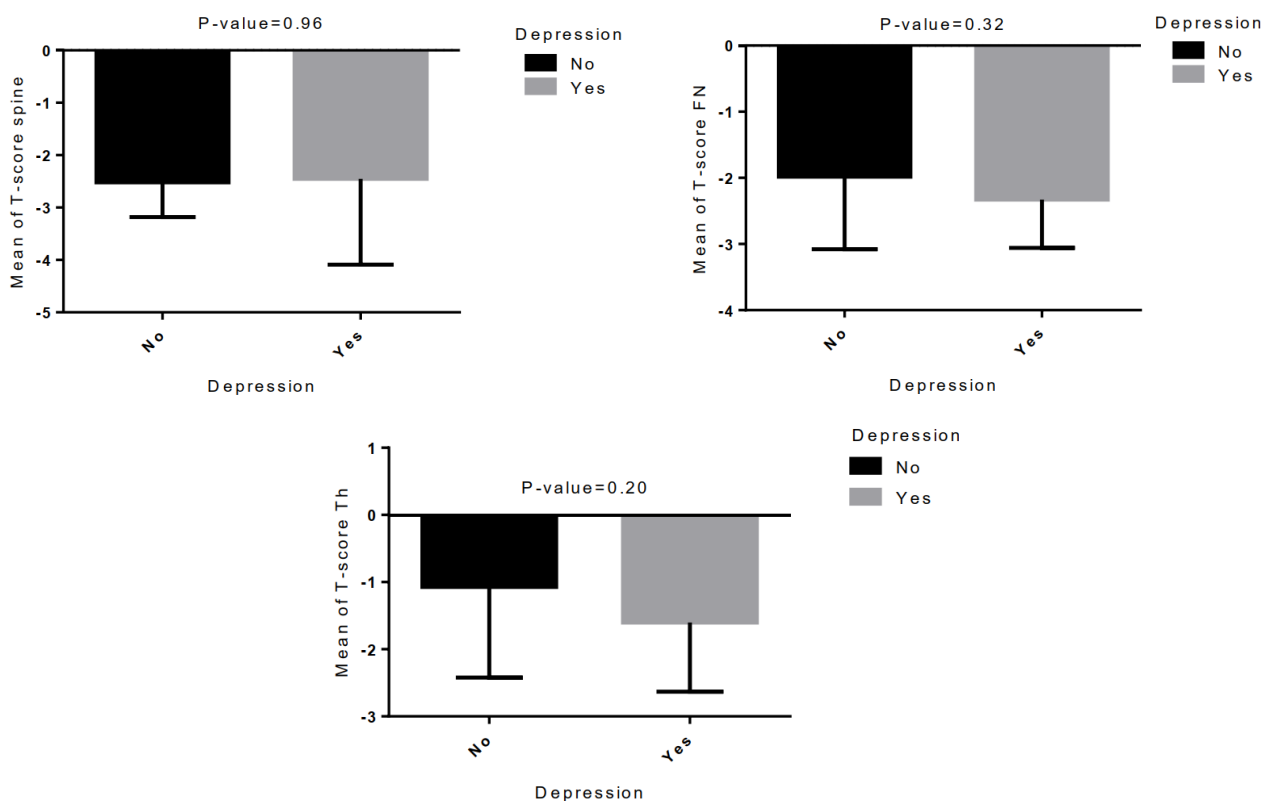 P-value=0.96
Depression
No
Yes
Mean of T-score spine
0
-1
-2
-3
-4
-5
No
Yes
Depression
P-value=0.32
Depression
No
Yes
Mean of T-score FN
0
-1
-2
-3
-4
No
Yes
Depression
P-value=0.20
Depression
No
Yes
Mean of T-score Th
1
0
-1
-2
-3
No
Yes
Depression